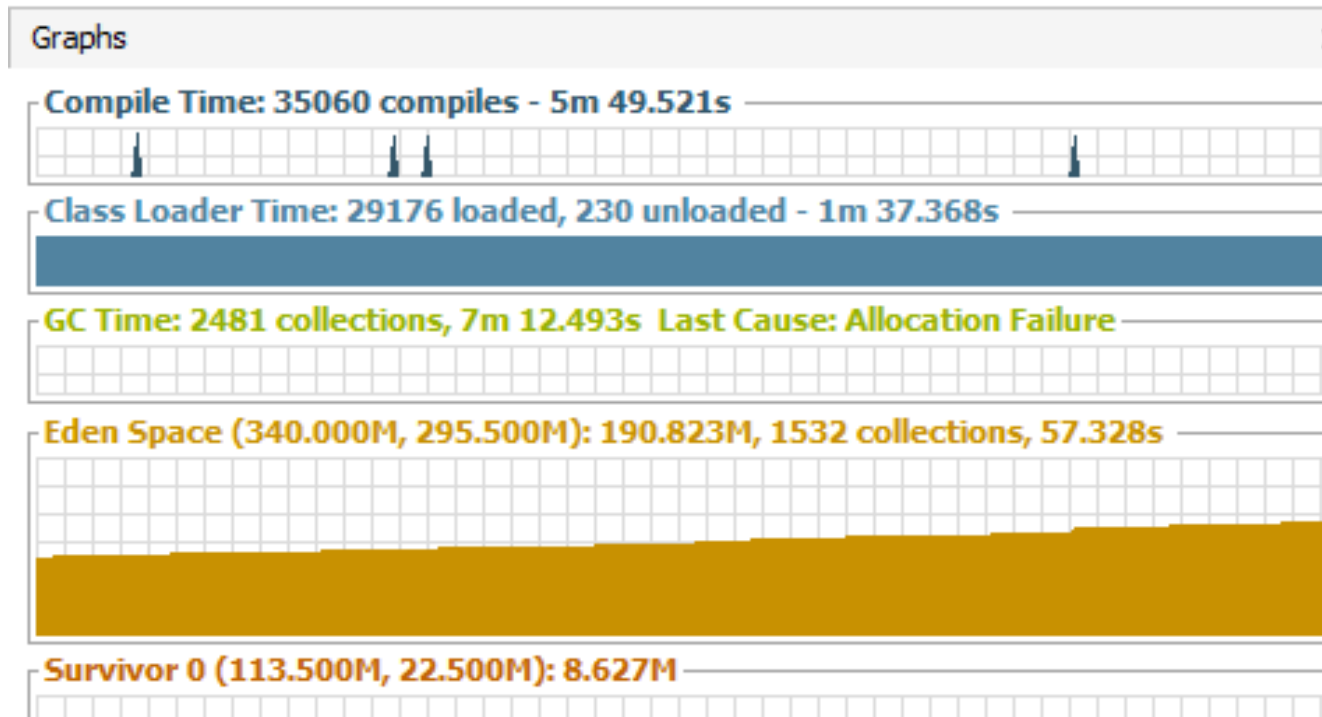 Graphs
Compile Time: 35060 compiles - 5m 49.521s
Class Loader Time: 29176 loaded, 230 unloaded - 1m 37.368s
GC Time: 2481 collections, 7m 12.493s Last Cause: Allocation Failure
Eden Space (340.000M, 295.500M): 190.823M, 1532 collections, 57.328s
Survivor 0 (113.500M, 22.500M): 8.627M